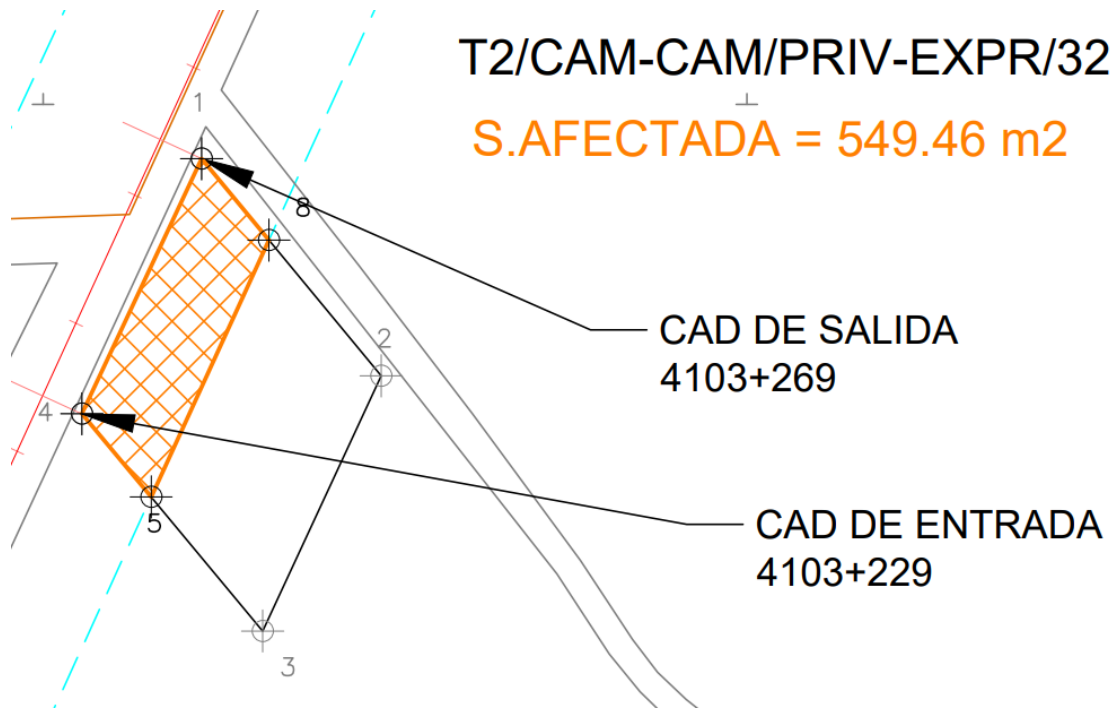 T2/CAM-CAM/PRIV-EXPR/32
S.AFECTADA = 549.46 m2
1
8
CAD DE SALIDA
4103+269
2
4
CAD DE ENTRADA
4103+229
5
3